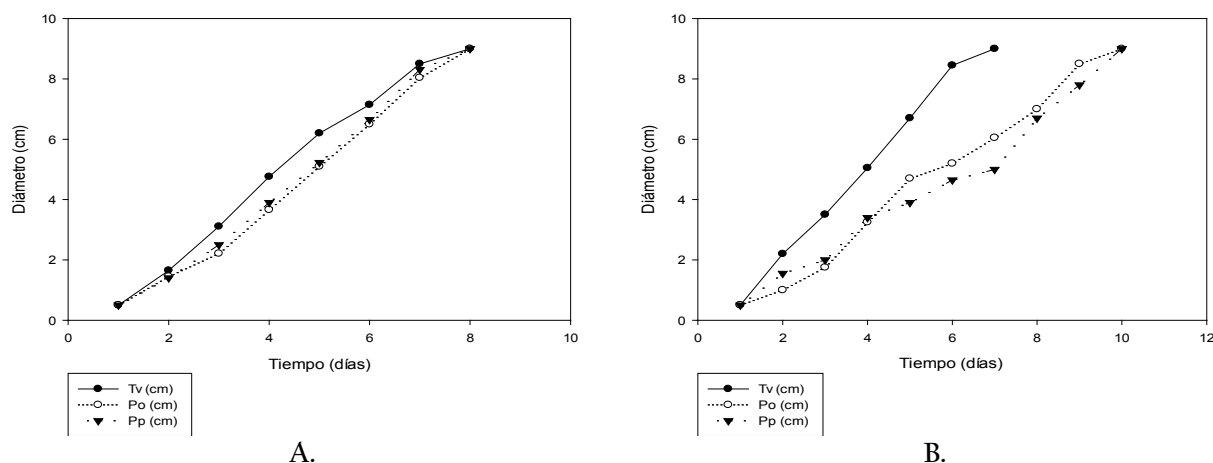 10
8
6
4
2
0
Diámetro (cm)
0 2 4 6 8 10
Tiempo (días)
Tv (cm)
Po (cm)
Pp (cm)
A.
10
8
6
4
2
0
Diámetro (cm)
0 2 4 6 8 10 12
Tiempo (días)
Tv (cm)
Po (cm)
Pp (cm)
B.